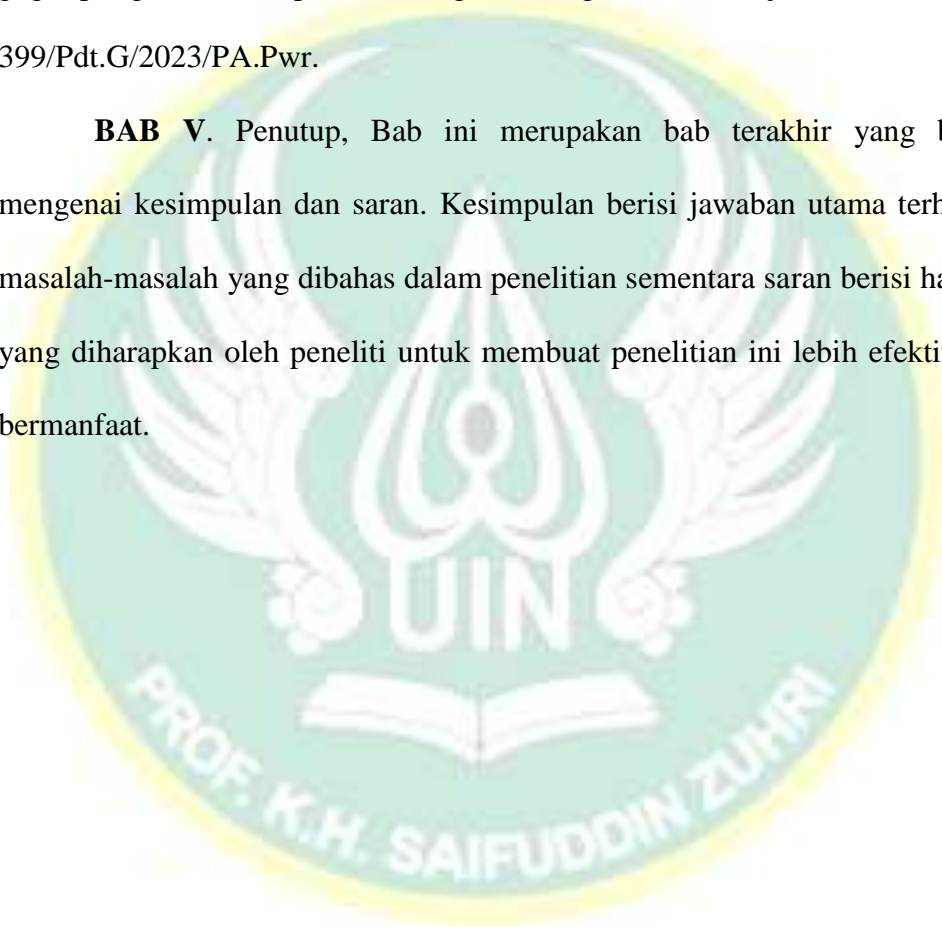 399/Pdt.G/2023/PA.Pwr.
BAB V. Penutup, Bab ini merupakan bab terakhir yang b
mengenai kesimpulan dan saran. Kesimpulan berisi jawaban utama terh
masalah-masalah yang dibahas dalam penelitian sementara saran berisi ha
yang diharapkan oleh peneliti untuk membuat penelitian ini lebih efekti
bermanfaat.
UIN
PROF. K.H. SAIFUDDIN ZUHRI